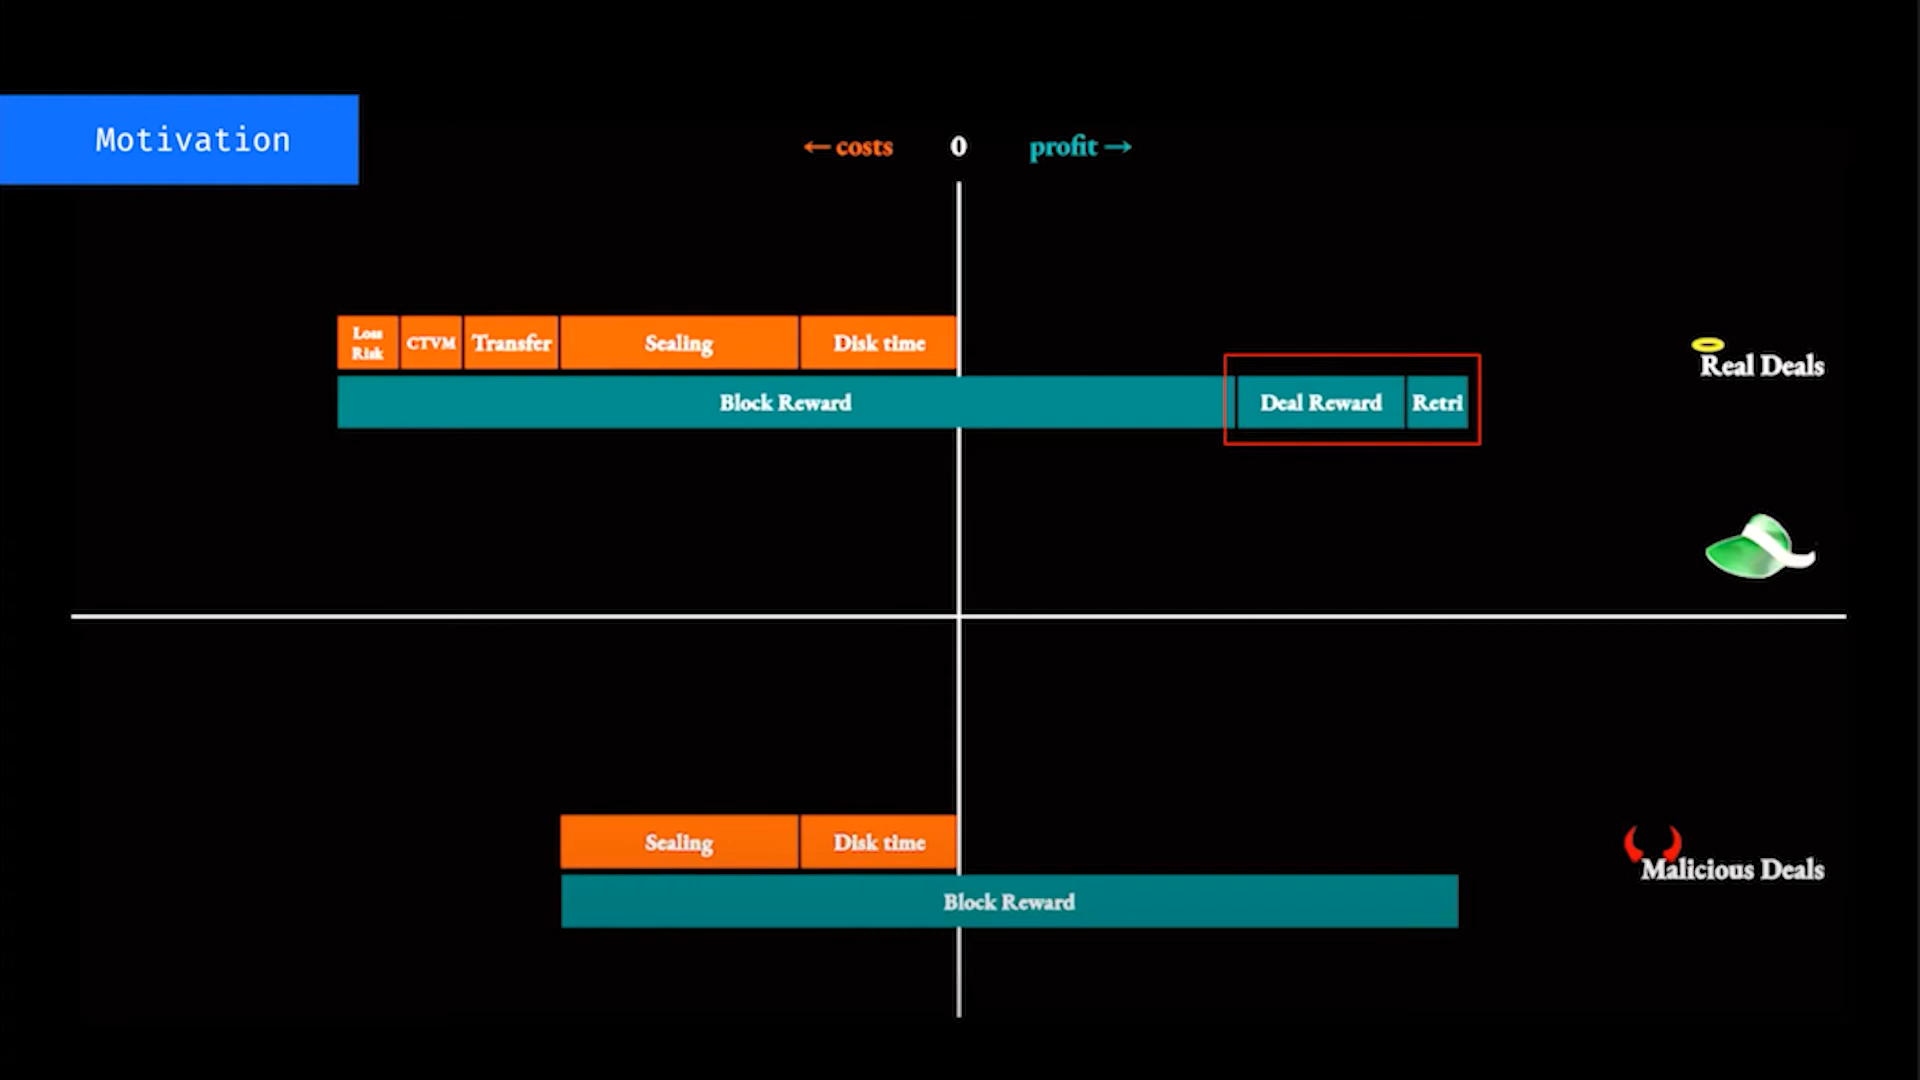 Motivation
← costs 0 profit →
Loss
Risk
CTVM
Transfer
Sealing
Disk time
Block Reward
Deal Reward
Retri
Real Deals
Sealing
Disk time
Block Reward
Malicious Deals